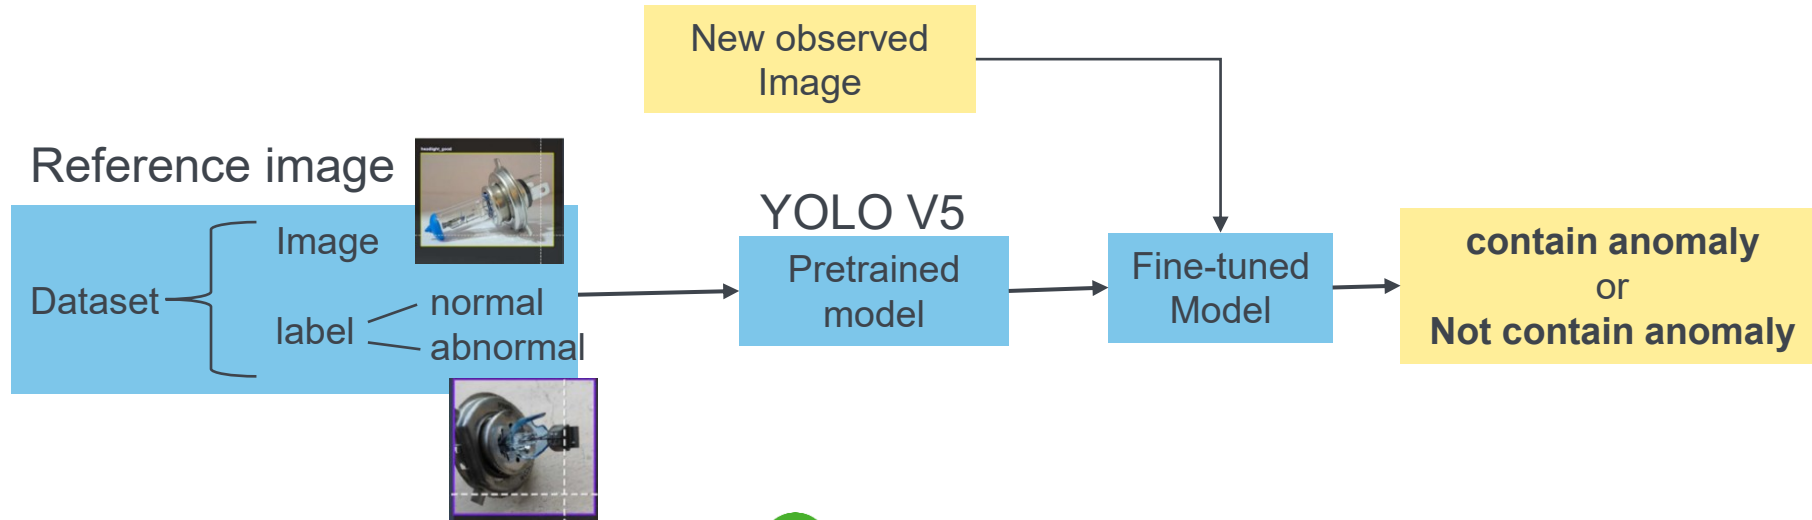 New observed
Image
Reference image
headlight_good
YOLO V5
Dataset
Image
label
normal
abnormal
Pretrained
model
Fine-tuned
Model
contain anomaly
or
Not contain anomaly